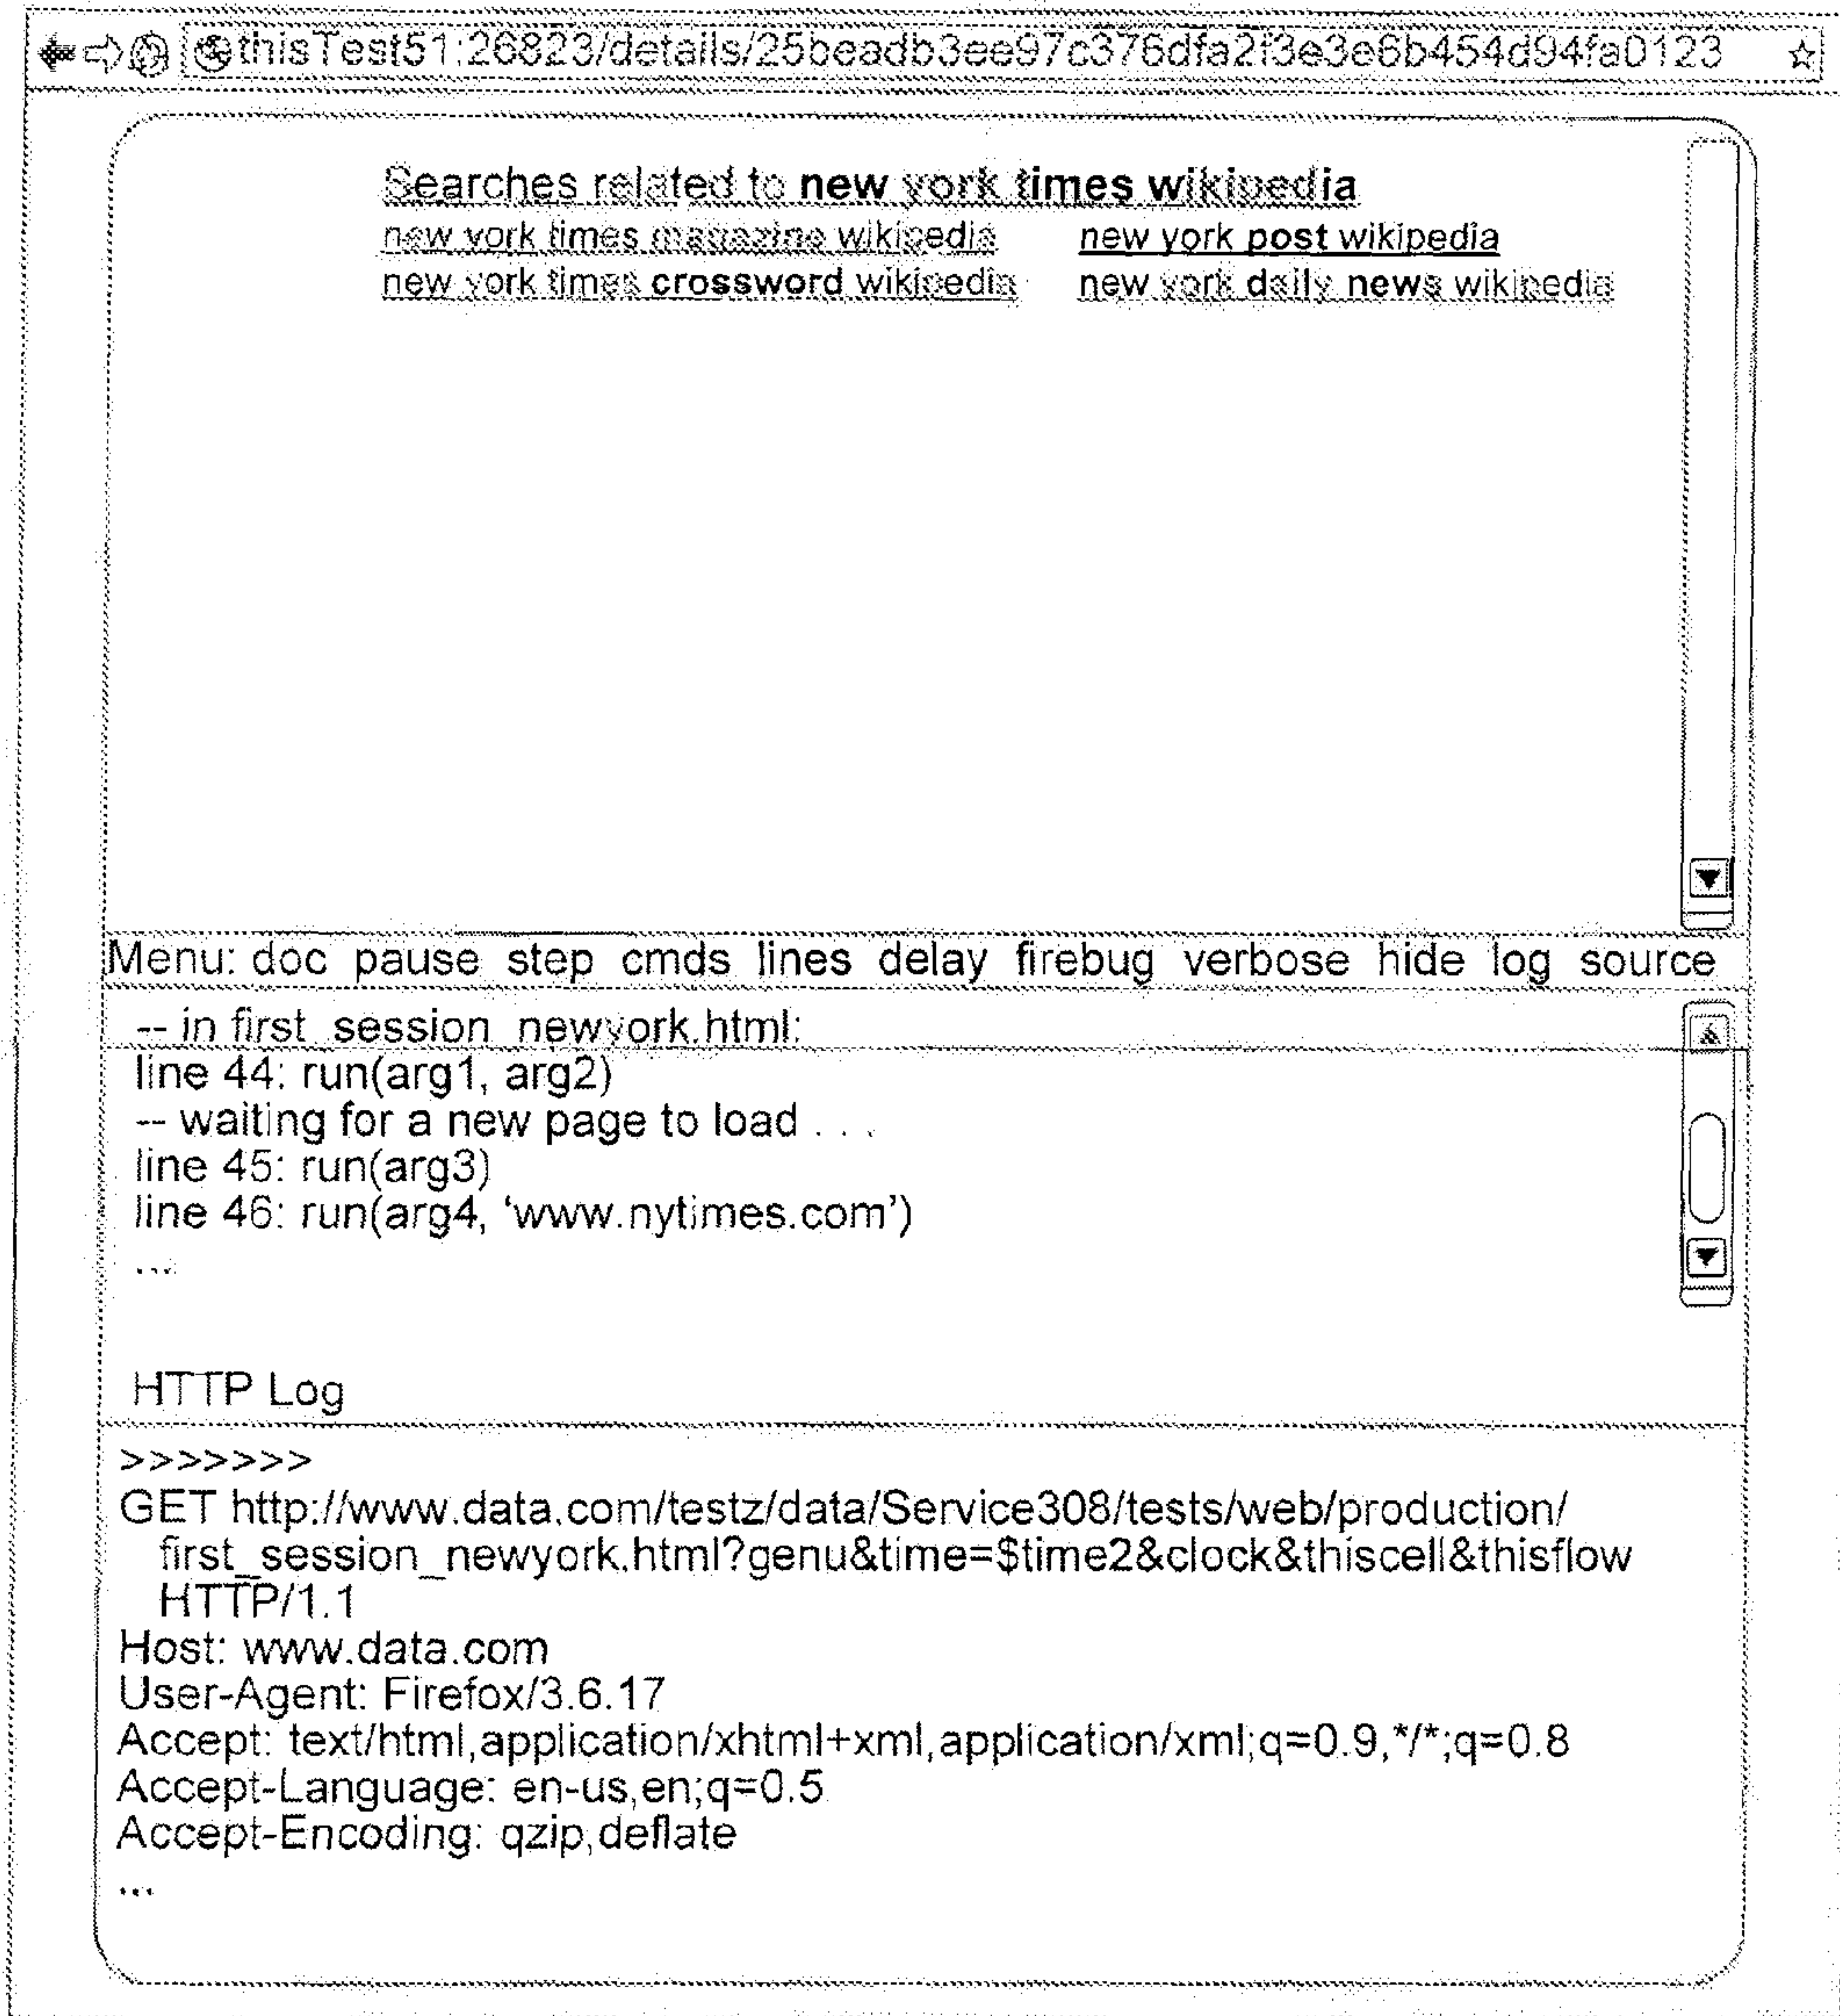 thisTest51:26823/details/25beadb3ee97c376dfa2f3e3e6b454d94fa0123
Searches related to new york times wikipedia
new york times magazine wikipedia new york post wikipedia
new york times crossword wikipedia new york daily news wikipedia
Menu: doc pause step cmds lines delay firebug verbose hide log source
-- in first_session_newyork.html:
line 44: run(arg1, arg2)
-- waiting for a new page to load . . .
line 45: run(arg3)
line 46: run(arg4, ‘www.nytimes.com’)
...
HTTP Log
>>>>>>>
GET http://www.data.com/testz/data/Service308/tests/web/production/
first_session_newyork.html?genu&time=$time2&clock&thiscell&thisflow
HTTP/1.1
Host: www.data.com
User-Agent: Firefox/3.6.17
Accept: text/html,application/xhtml+xml,application/xml;q=0.9,*/*;q=0.8
Accept-Language: en-us,en;q=0.5
Accept-Encoding: qzip,deflate
...